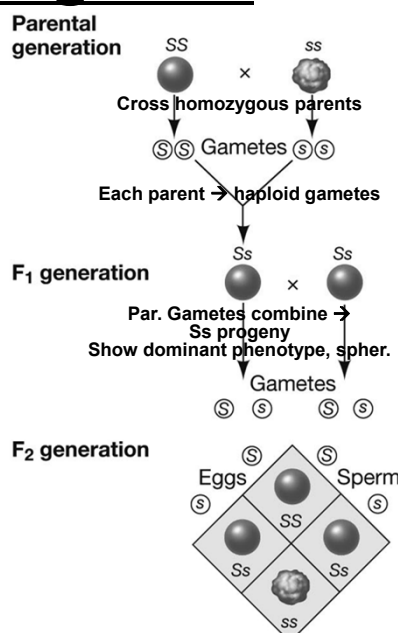 Parental
generation
SS ss
×
Cross homozygous parents
S S Gametes s s
Each parent → haploid gametes
Ss Ss
F1 generation
×
Par. Gametes combine →
Ss progeny
Show dominant phenotype, spher.
Gametes
S s S s
F2 generation
S S
Eggs Sperm
s s
SS
Ss Ss
ss